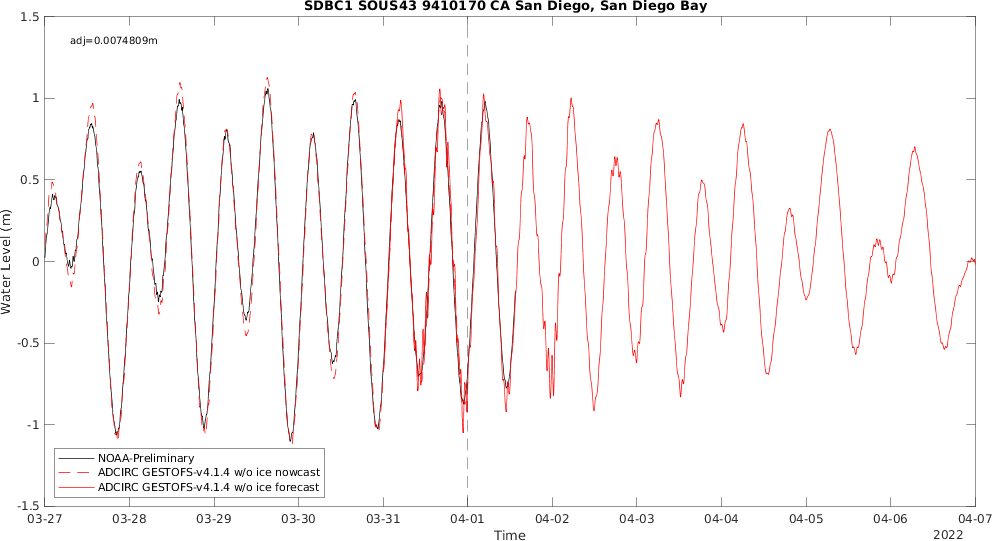 SDBC1 SOUS43 9410170 CA San Diego, San Diego Bay
adj=0.0074809m
1.5
1
0.5
0
-0.5
-1
-1.5
Water Level (m)
NOAA-Preliminary
ADCIRC GESTOFS-v4.1.4 w/o ice nowcast
ADCIRC GESTOFS-v4.1.4 w/o ice forecast
03-27 03-28 03-29 03-30 03-31 04-01 04-02 04-03 04-04 04-05 04-06 04-07
Time
2022